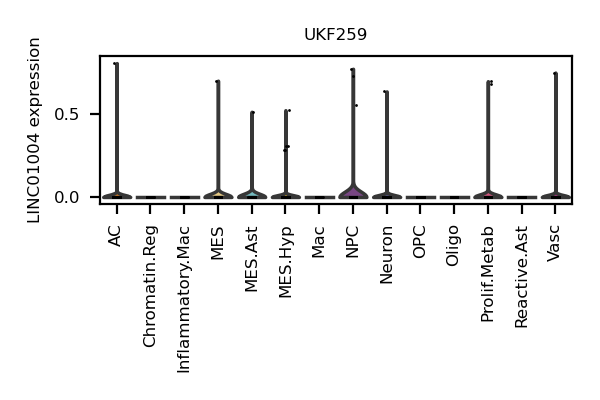 UKF259
LINC01004 expression
0.5
0.0
AC
Chromatin.Reg
Inflammatory.Mac
MES
MES.Ast
MES.Hyp
Mac
NPC
Neuron
OPC
Oligo
Prolif.Metab
Reactive.Ast
Vasc